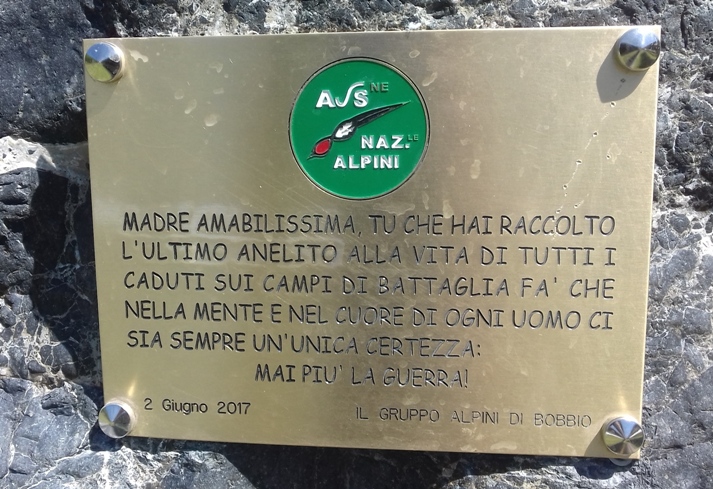 ASS NE
NAZ.LE
ALPINI
MADRE AMABILISSIMA, TU CHE HAI RACCOLTO
L'ULTIMO ANELITO ALLA VITA DI TUTTI I
CADUTI SUI CAMPI DI BATTAGLIA FA' CHE
NELLA MENTE E NEL CUORE DI OGNI UOMO CI
SIA SEMPRE UN'UNICA CERTEZZA:
MAI PIU' LA GUERRA!
2 Giugno 2017 IL GRUPPO ALPINI DI BOBBIO